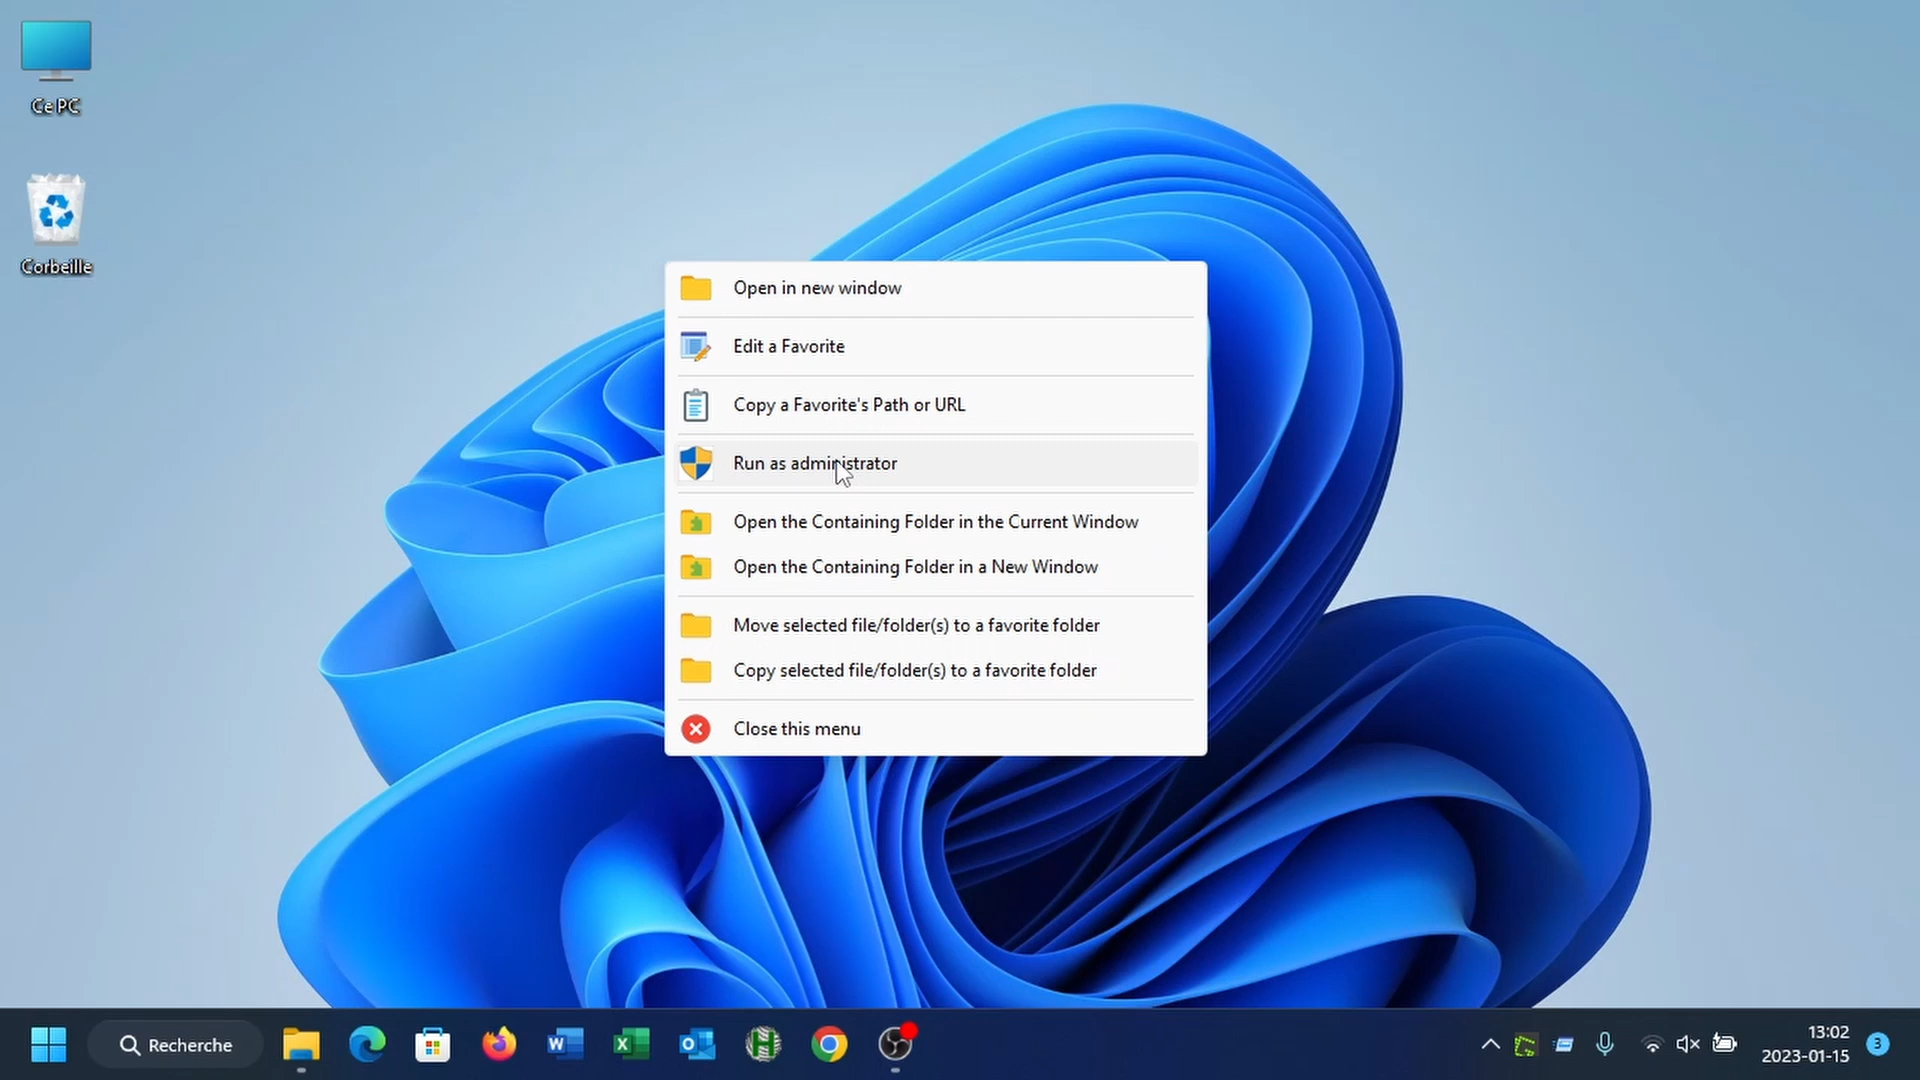 Ce PC
Corbeille
Open in new window
Edit a Favorite
Copy a Favorite's Path or URL
Run as administrator
Open the Containing Folder in the Current Window
Open the Containing Folder in a New Window
Move selected file/folder(s) to a favorite folder
Copy selected file/folder(s) to a favorite folder
Close this menu
Recherche
13:02
2023-01-15
3